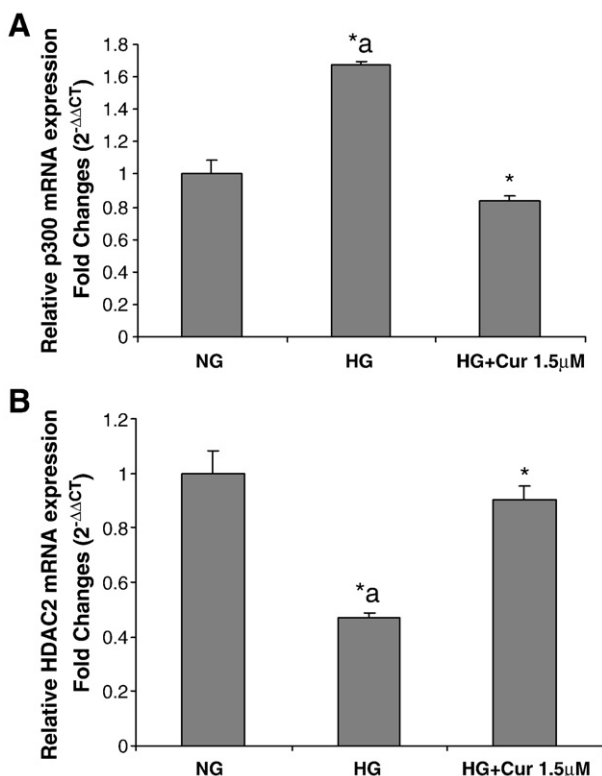 A
Relative p300 mRNA expression
Fold Changes (2-ΔΔCT)
1.8
1.6
1.4
1.2
1
0.8
0.6
0.4
0.2
0
*a
*
NG HG HG+Cur 1.5μM
B
Relative HDAC2 mRNA expression
Fold Changes (2-ΔΔCT)
1.2
1
0.8
0.6
0.4
0.2
0
*a
*
NG HG HG+Cur 1.5μM